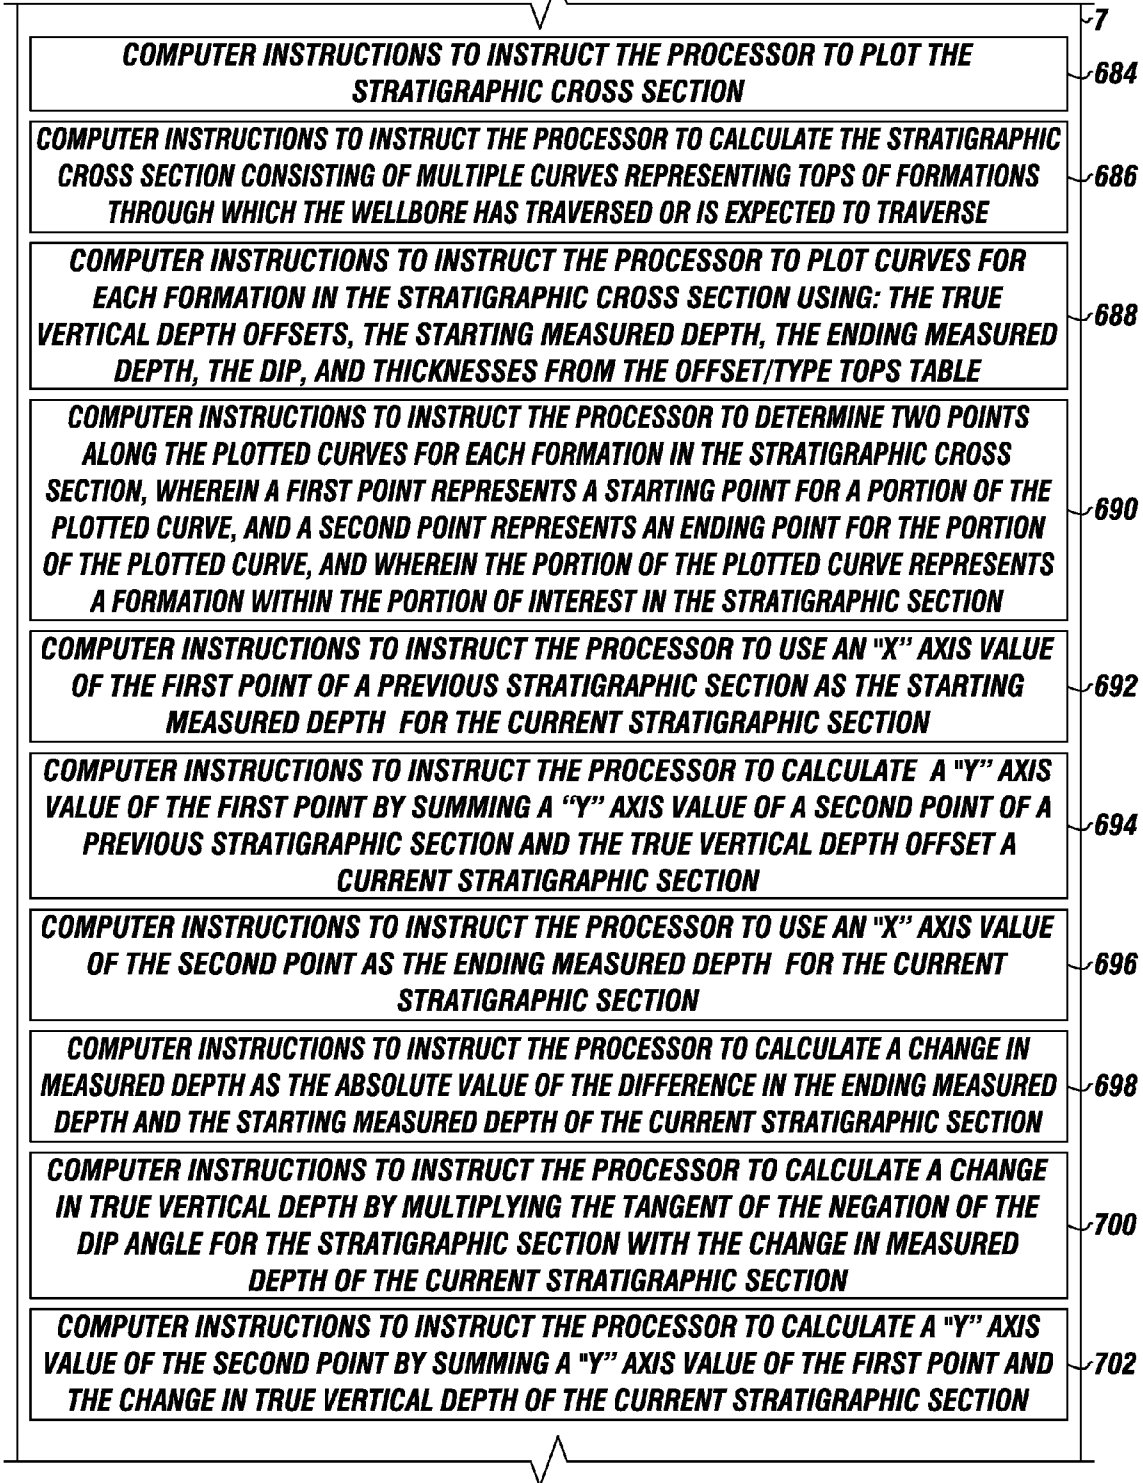 7
COMPUTER INSTRUCTIONS TO INSTRUCT THE PROCESSOR TO PLOT THE
STRATIGRAPHIC CROSS SECTION
684
COMPUTER INSTRUCTIONS TO INSTRUCT THE PROCESSOR TO CALCULATE THE STRATIGRAPHIC
CROSS SECTION CONSISTING OF MULTIPLE CURVES REPRESENTING TOPS OF FORMATIONS
THROUGH WHICH THE WELLBORE HAS TRAVERSED OR IS EXPECTED TO TRAVERSE
686
COMPUTER INSTRUCTIONS TO INSTRUCT THE PROCESSOR TO PLOT CURVES FOR
EACH FORMATION IN THE STRATIGRAPHIC CROSS SECTION USING: THE TRUE
VERTICAL DEPTH OFFSETS, THE STARTING MEASURED DEPTH, THE ENDING MEASURED
DEPTH, THE DIP, AND THICKNESSES FROM THE OFFSET/TYPE TOPS TABLE
688
COMPUTER INSTRUCTIONS TO INSTRUCT THE PROCESSOR TO DETERMINE TWO POINTS
ALONG THE PLOTTED CURVES FOR EACH FORMATION IN THE STRATIGRAPHIC CROSS
SECTION, WHEREIN A FIRST POINT REPRESENTS A STARTING POINT FOR A PORTION OF THE
PLOTTED CURVE, AND A SECOND POINT REPRESENTS AN ENDING POINT FOR THE PORTION
OF THE PLOTTED CURVE, AND WHEREIN THE PORTION OF THE PLOTTED CURVE REPRESENTS
A FORMATION WITHIN THE PORTION OF INTEREST IN THE STRATIGRAPHIC SECTION
690
COMPUTER INSTRUCTIONS TO INSTRUCT THE PROCESSOR TO USE AN "X” AXIS VALUE
OF THE FIRST POINT OF A PREVIOUS STRATIGRAPHIC SECTION AS THE STARTING
MEASURED DEPTH FOR THE CURRENT STRATIGRAPHIC SECTION
692
COMPUTER INSTRUCTIONS TO INSTRUCT THE PROCESSOR TO CALCULATE A "Y” AXIS
VALUE OF THE FIRST POINT BY SUMMING A “Y” AXIS VALUE OF A SECOND POINT OF A
PREVIOUS STRATIGRAPHIC SECTION AND THE TRUE VERTICAL DEPTH OFFSET A
CURRENT STRATIGRAPHIC SECTION
694
COMPUTER INSTRUCTIONS TO INSTRUCT THE PROCESSOR TO USE AN "X” AXIS VALUE
OF THE SECOND POINT AS THE ENDING MEASURED DEPTH FOR THE CURRENT
STRATIGRAPHIC SECTION
696
COMPUTER INSTRUCTIONS TO INSTRUCT THE PROCESSOR TO CALCULATE A CHANGE IN
MEASURED DEPTH AS THE ABSOLUTE VALUE OF THE DIFFERENCE IN THE ENDING MEASURED
DEPTH AND THE STARTING MEASURED DEPTH OF THE CURRENT STRATIGRAPHIC SECTION
698
COMPUTER INSTRUCTIONS TO INSTRUCT THE PROCESSOR TO CALCULATE A CHANGE
IN TRUE VERTICAL DEPTH BY MULTIPLYING THE TANGENT OF THE NEGATION OF THE
DIP ANGLE FOR THE STRATIGRAPHIC SECTION WITH THE CHANGE IN MEASURED
DEPTH OF THE CURRENT STRATIGRAPHIC SECTION
700
COMPUTER INSTRUCTIONS TO INSTRUCT THE PROCESSOR TO CALCULATE A "Y” AXIS
VALUE OF THE SECOND POINT BY SUMMING A "Y” AXIS VALUE OF THE FIRST POINT AND
THE CHANGE IN TRUE VERTICAL DEPTH OF THE CURRENT STRATIGRAPHIC SECTION
702